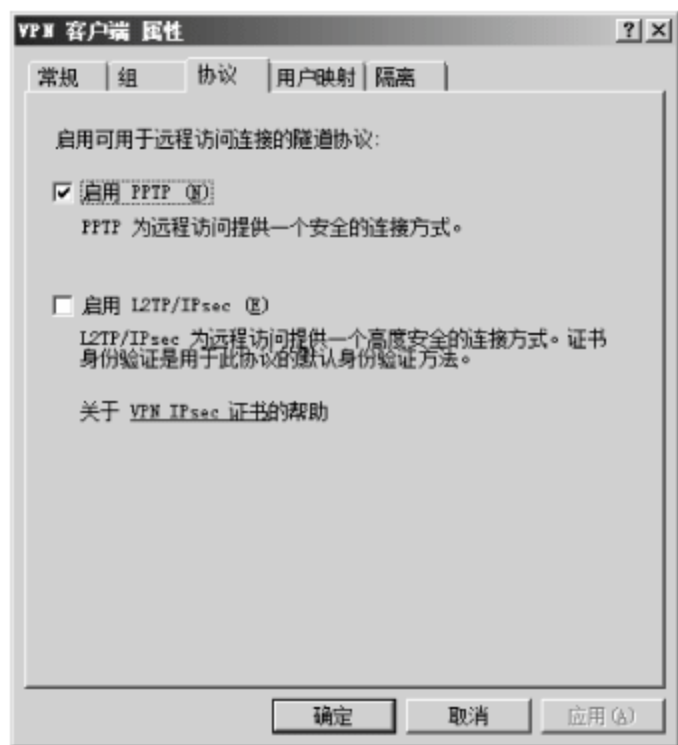 VPN 客户端 属性
常规 组 协议 用户映射 隔离
启用可用于远程访问连接的隧道协议:
启用 PPTP (N)
PPTP 为远程访问提供一个安全的连接方式。
启用 L2TP/IPsec (E)
L2TP/IPsec 为远程访问提供一个高度安全的连接方式。证书
身份验证是用于此协议的默认身份验证方法。
关于 VPN IPsec 证书的帮助
确定 取消 应用(A)